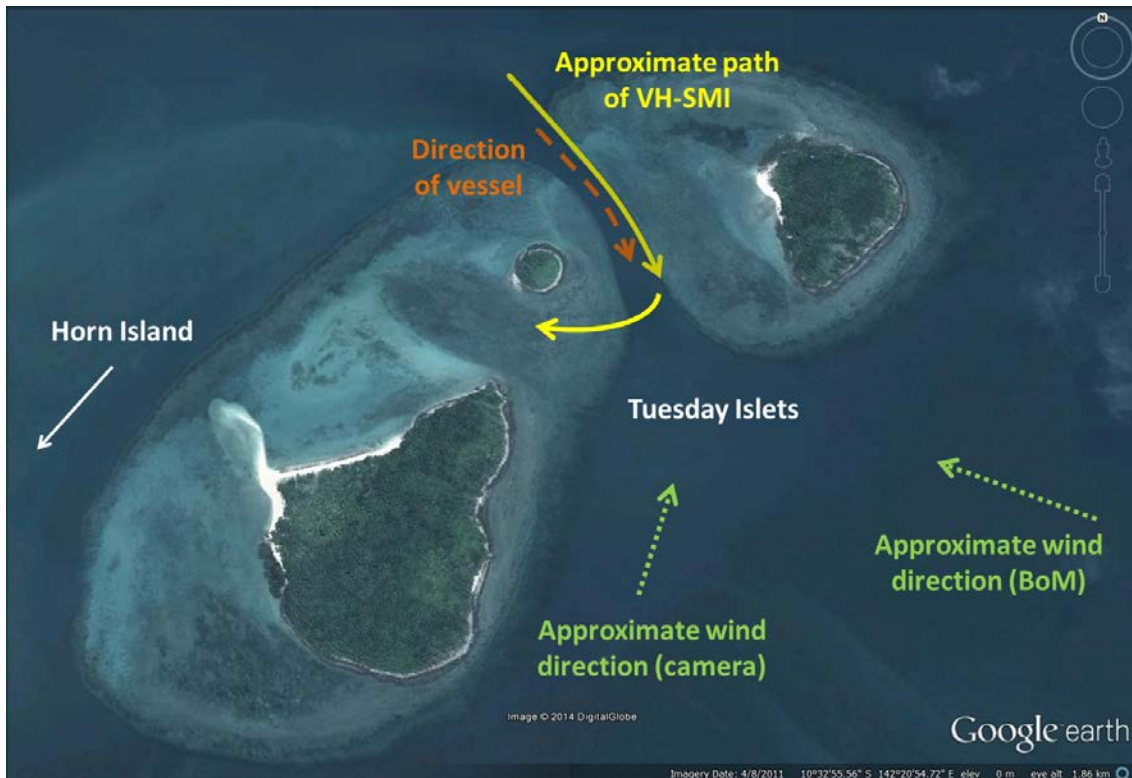 N
Approximate path
of VH-SMI
Direction
of vessel
Horn Island
Tuesday Islets
Approximate wind
direction (BoM)
Approximate wind
direction (camera)
Image © 2014 DigitalGlobe
Google earth
Imagery Date: 4/8/2011 10°32'55.56" S 142°20'54.72" E elev 0 m eye alt 1.86 km